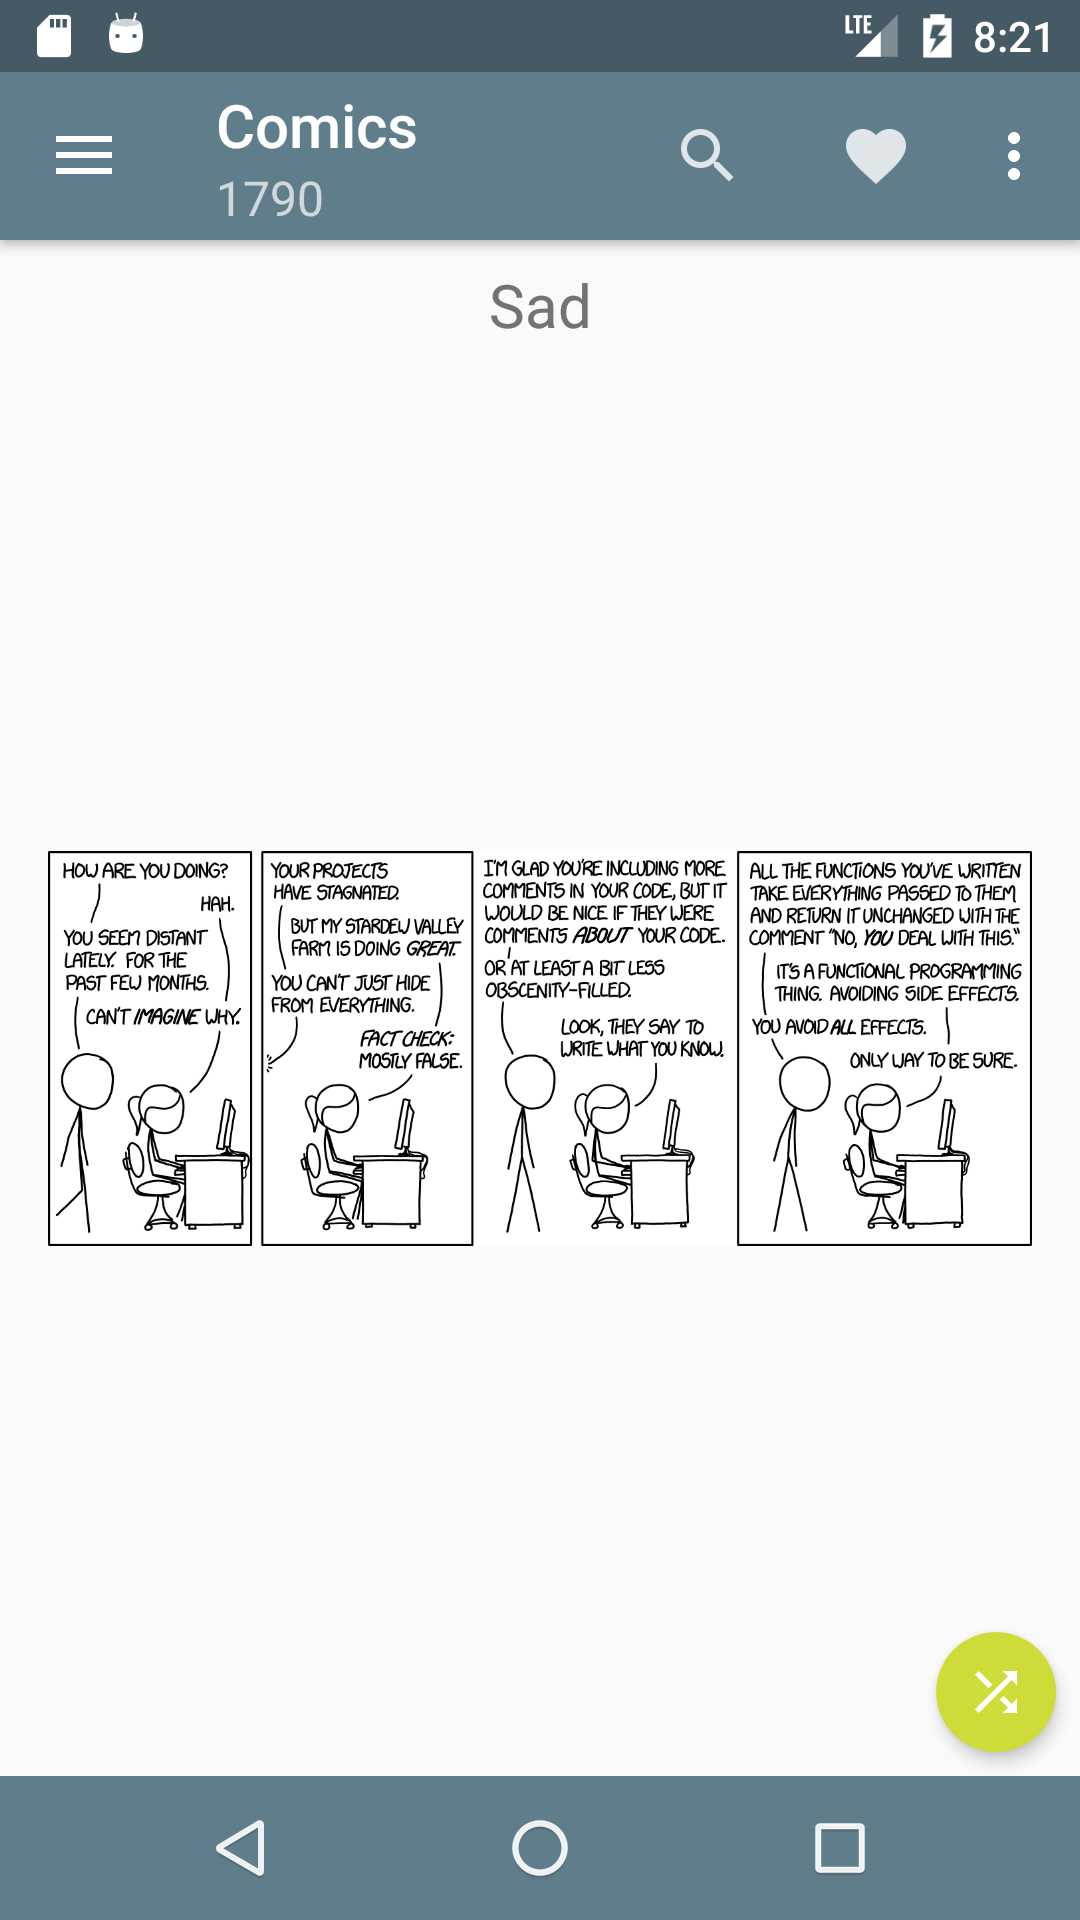 LTE 8:21
Comics
1790
Sad
HOW ARE YOU DOING?
HAH.
YOU SEEM DISTANT
LATELY. FOR THE
PAST FEW MONTHS.
CAN'T IMAGINE WHY.
YOUR PROJECTS
HAVE STAGNATED.
BUT MY STARDEW VALLEY
FARM IS DOING GREAT.
YOU CAN'T JUST HIDE
FROM EVERYTHING.
FACT CHECK:
MOSTLY FALSE.
I'M GLAD YOU'RE INCLUDING MORE
COMMENTS IN YOUR CODE, BUT IT
WOULD BE NICE IF THEY WERE
COMMENTS ABOUT YOUR CODE.
OR AT LEAST A BIT LESS
OBSCENITY-FILLED.
LOOK, THEY SAY TO
WRITE WHAT YOU KNOW.
ALL THE FUNCTIONS YOU'VE WRITTEN
TAKE EVERYTHING PASSED TO THEM
AND RETURN IT UNCHANGED WITH THE
COMMENT "NO, YOU DEAL WITH THIS."
IT'S A FUNCTIONAL PROGRAMMING
THING. AVOIDING SIDE EFFECTS.
YOU AVOID ALL EFFECTS.
ONLY WAY TO BE SURE.